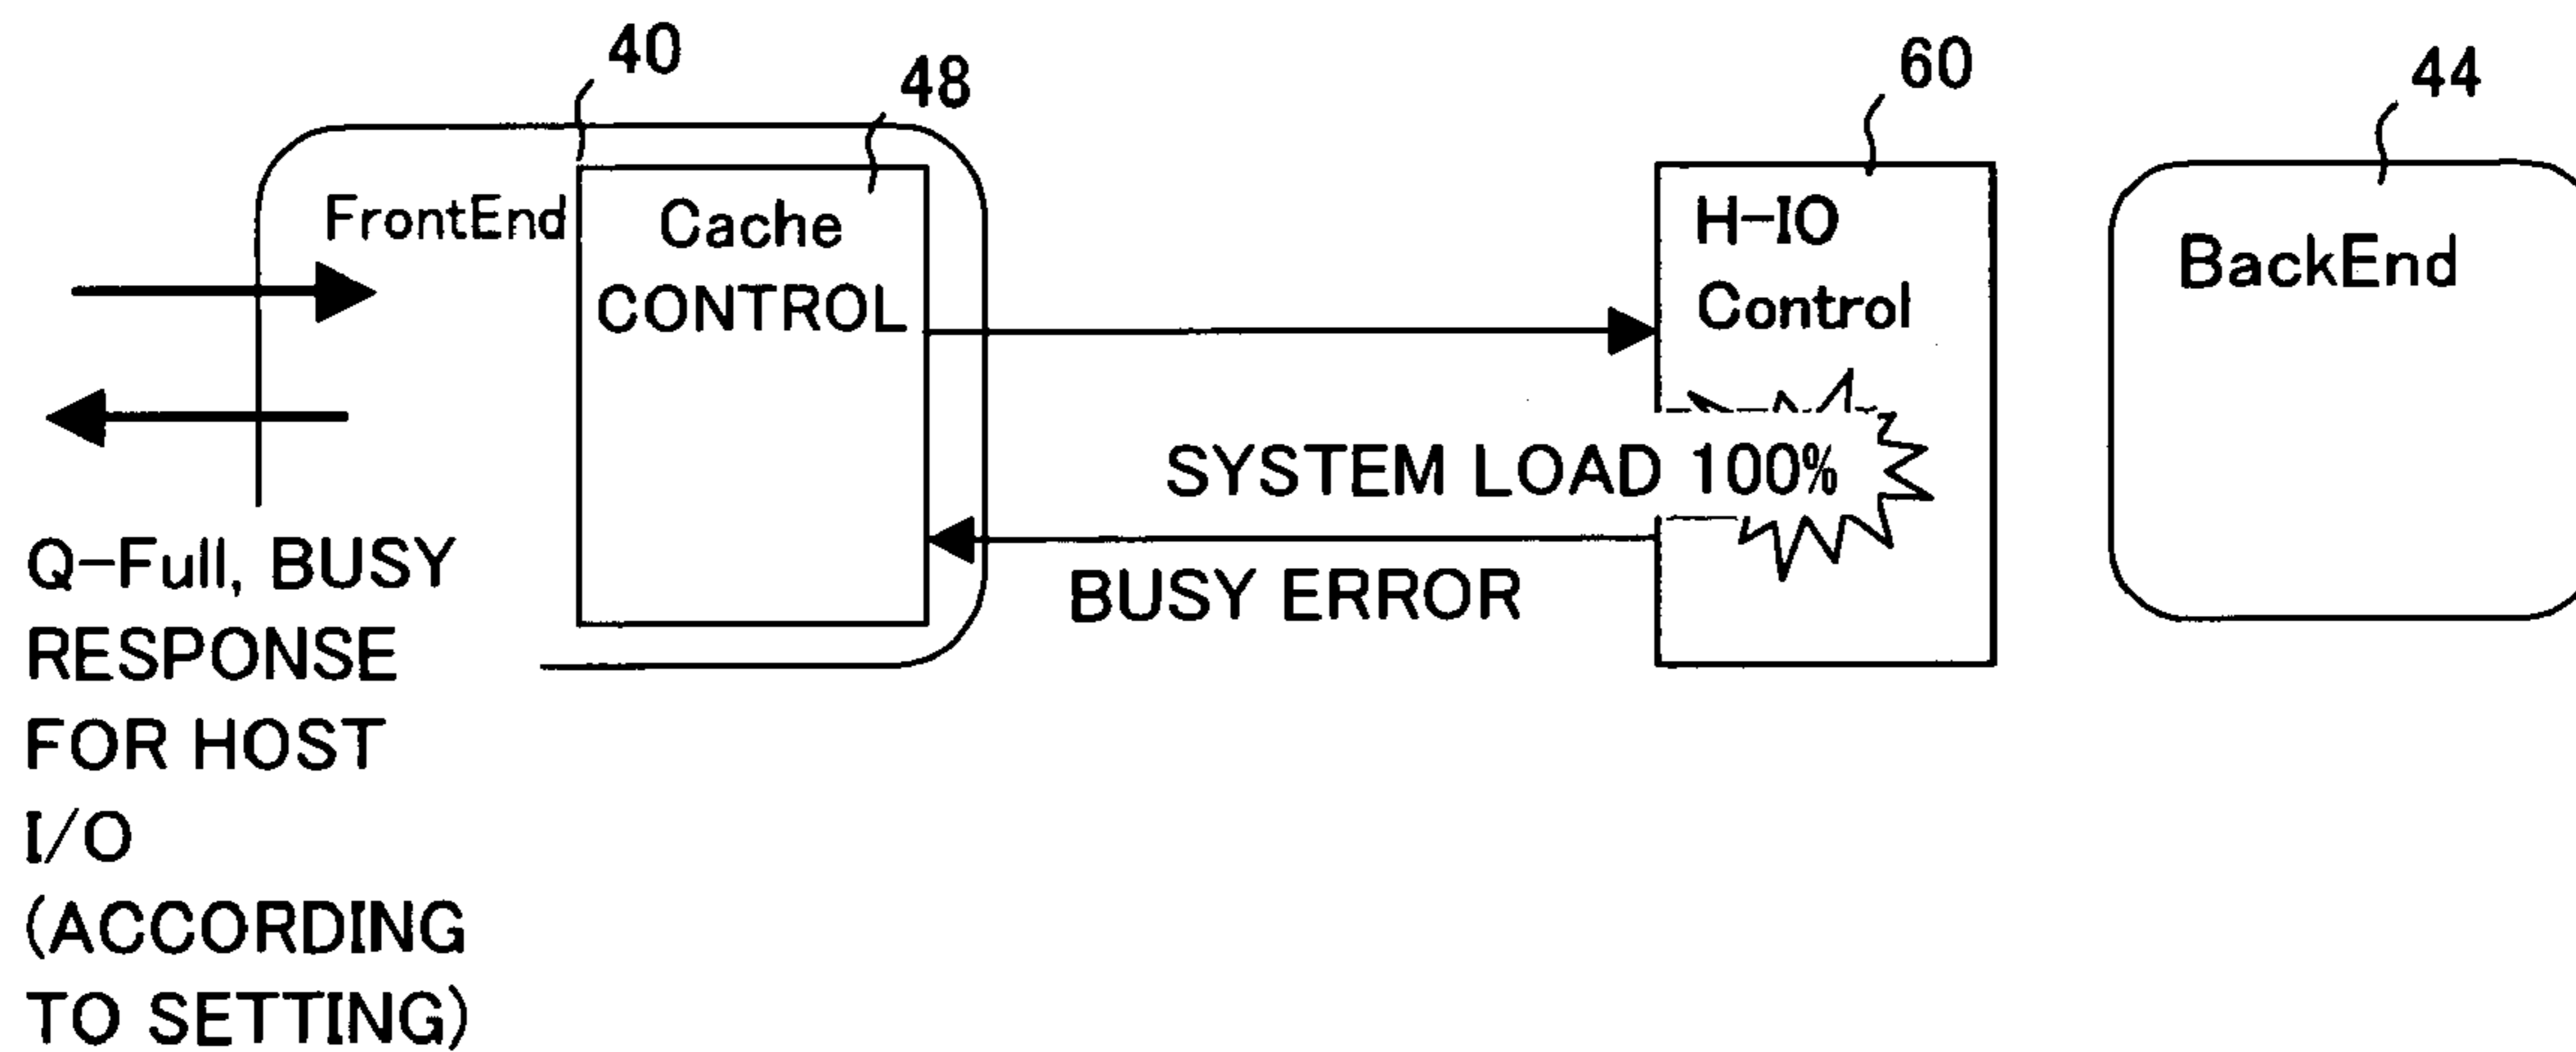 40
48
60
44
FrontEnd
Cache
CONTROL
H-IO
Control
BackEnd
SYSTEM LOAD 100%
BUSY ERROR
Q-Full, BUSY
RESPONSE
FOR HOST
I/O
(ACCORDING
TO SETTING)